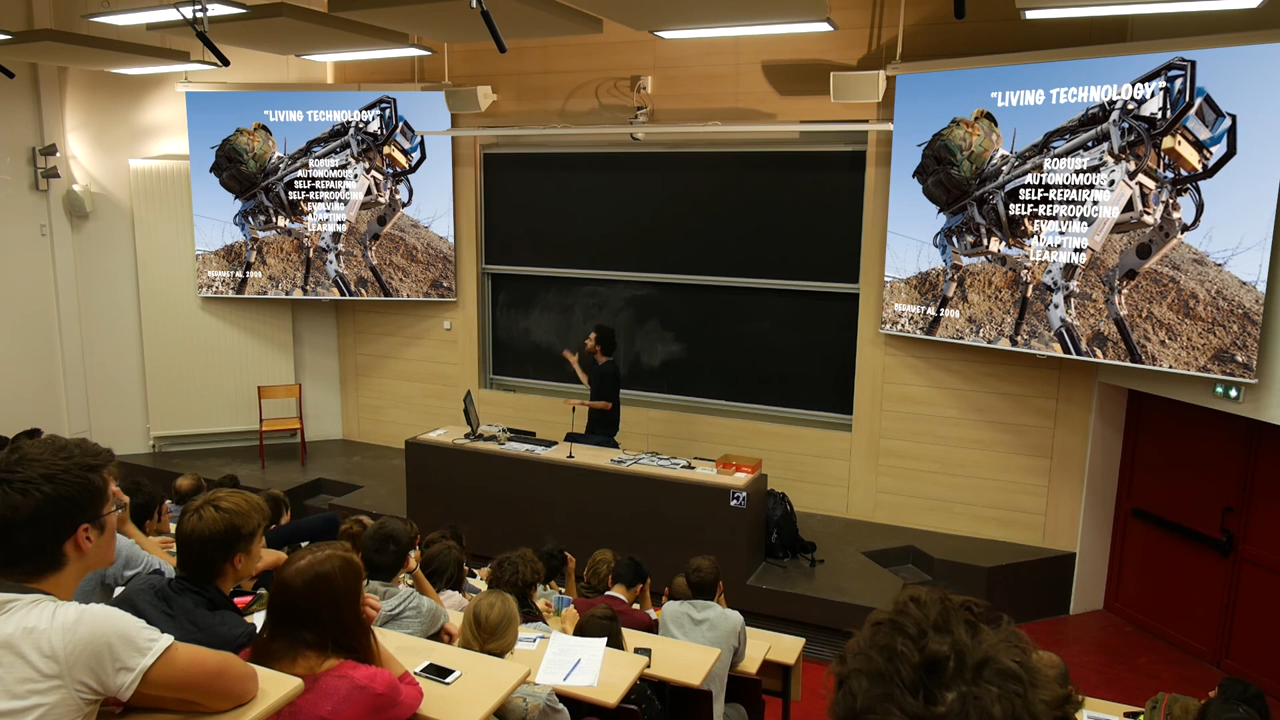 “LIVING TECHNOLOGY”
ROBUST
AUTONOMOUS
SELF-REPAIRING
SELF-REPRODUCING
EVOLVING
ADAPTING
LEARNING
BEDAU ET AL, 2009
“LIVING TECHNOLOGY”
ROBUST
AUTONOMOUS
SELF-REPAIRING
SELF-REPRODUCING
EVOLVING
ADAPTING
LEARNING
BEDAU ET AL, 2009